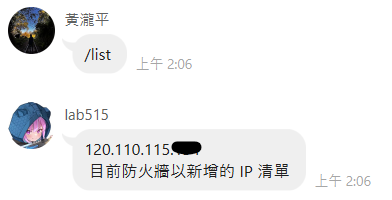 黃瀧平
/list
上午 2:06
lab515
120.110.115.
目前防火牆以新增的 IP 清單
上午 2:06